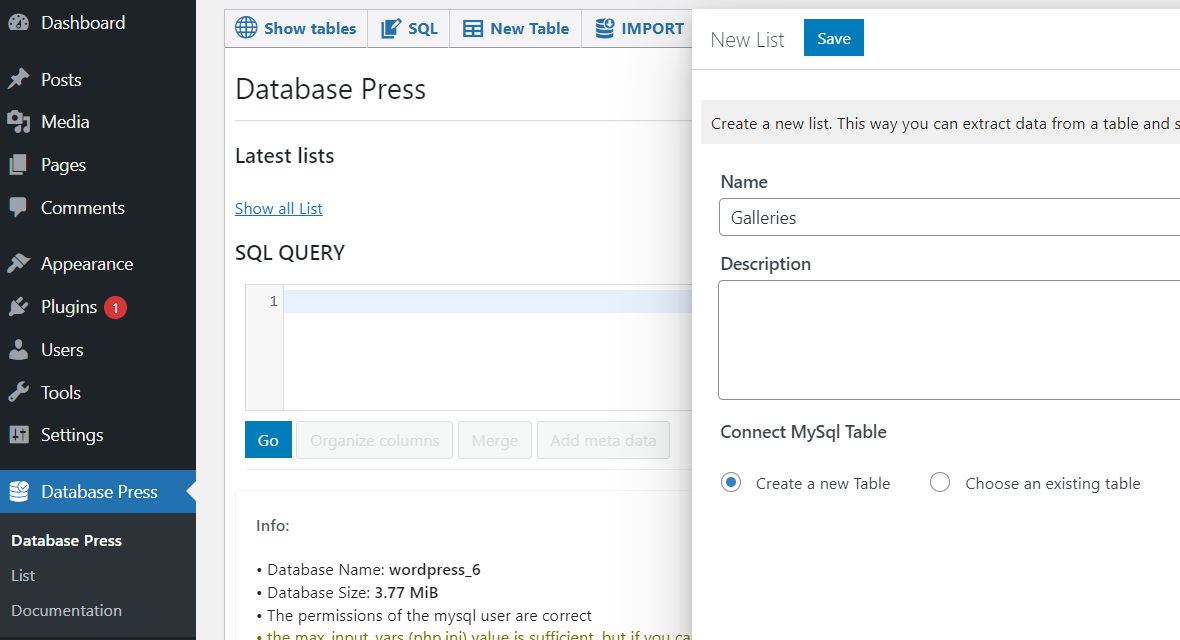 Dashboard
Posts
Media
Pages
Comments
Appearance
Plugins 1
Users
Tools
Settings
Database Press
Database Press
List
Documentation
Show tables SQL New Table IMPORT
Database Press
Latest lists
Show all List
SQL QUERY
1
Go Organize columns Merge Add meta data
Info:
• Database Name: wordpress_6
• Database Size: 3.77 MiB
• The permissions of the mysql user are correct
• the max_input_vars (php.ini) value is sufficient, but if you ca
New List Save
Create a new list. This way you can extract data from a table and s
Name
Galleries
Description
Connect MySql Table
Create a new Table Choose an existing table